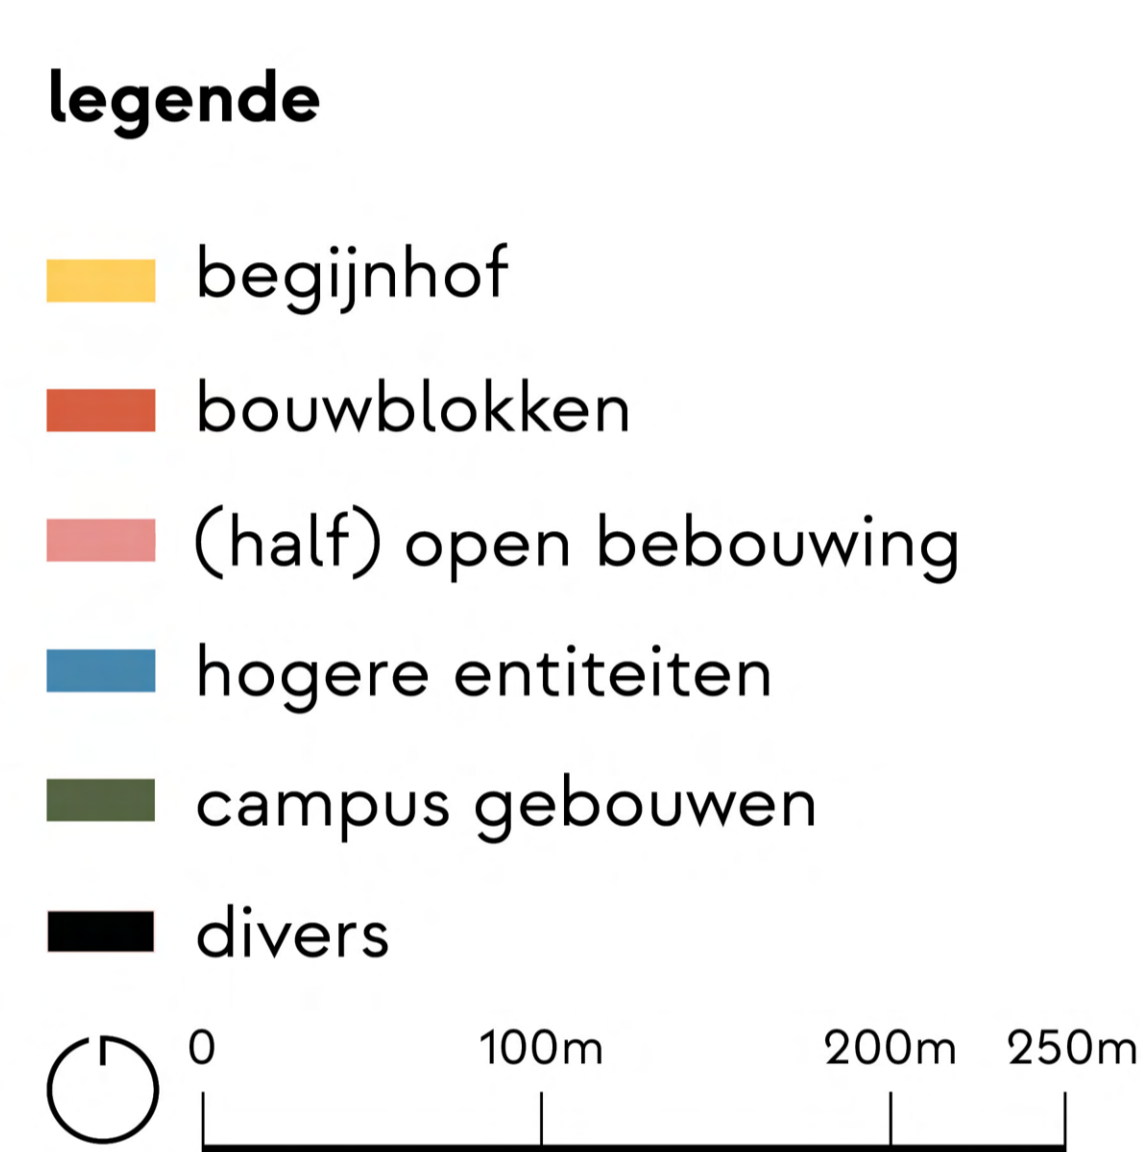 legende
begijnhof
bouwblokken
(half) open bebouwing
hogere entiteiten
campus gebouwen
divers
0 100m 200m 250m